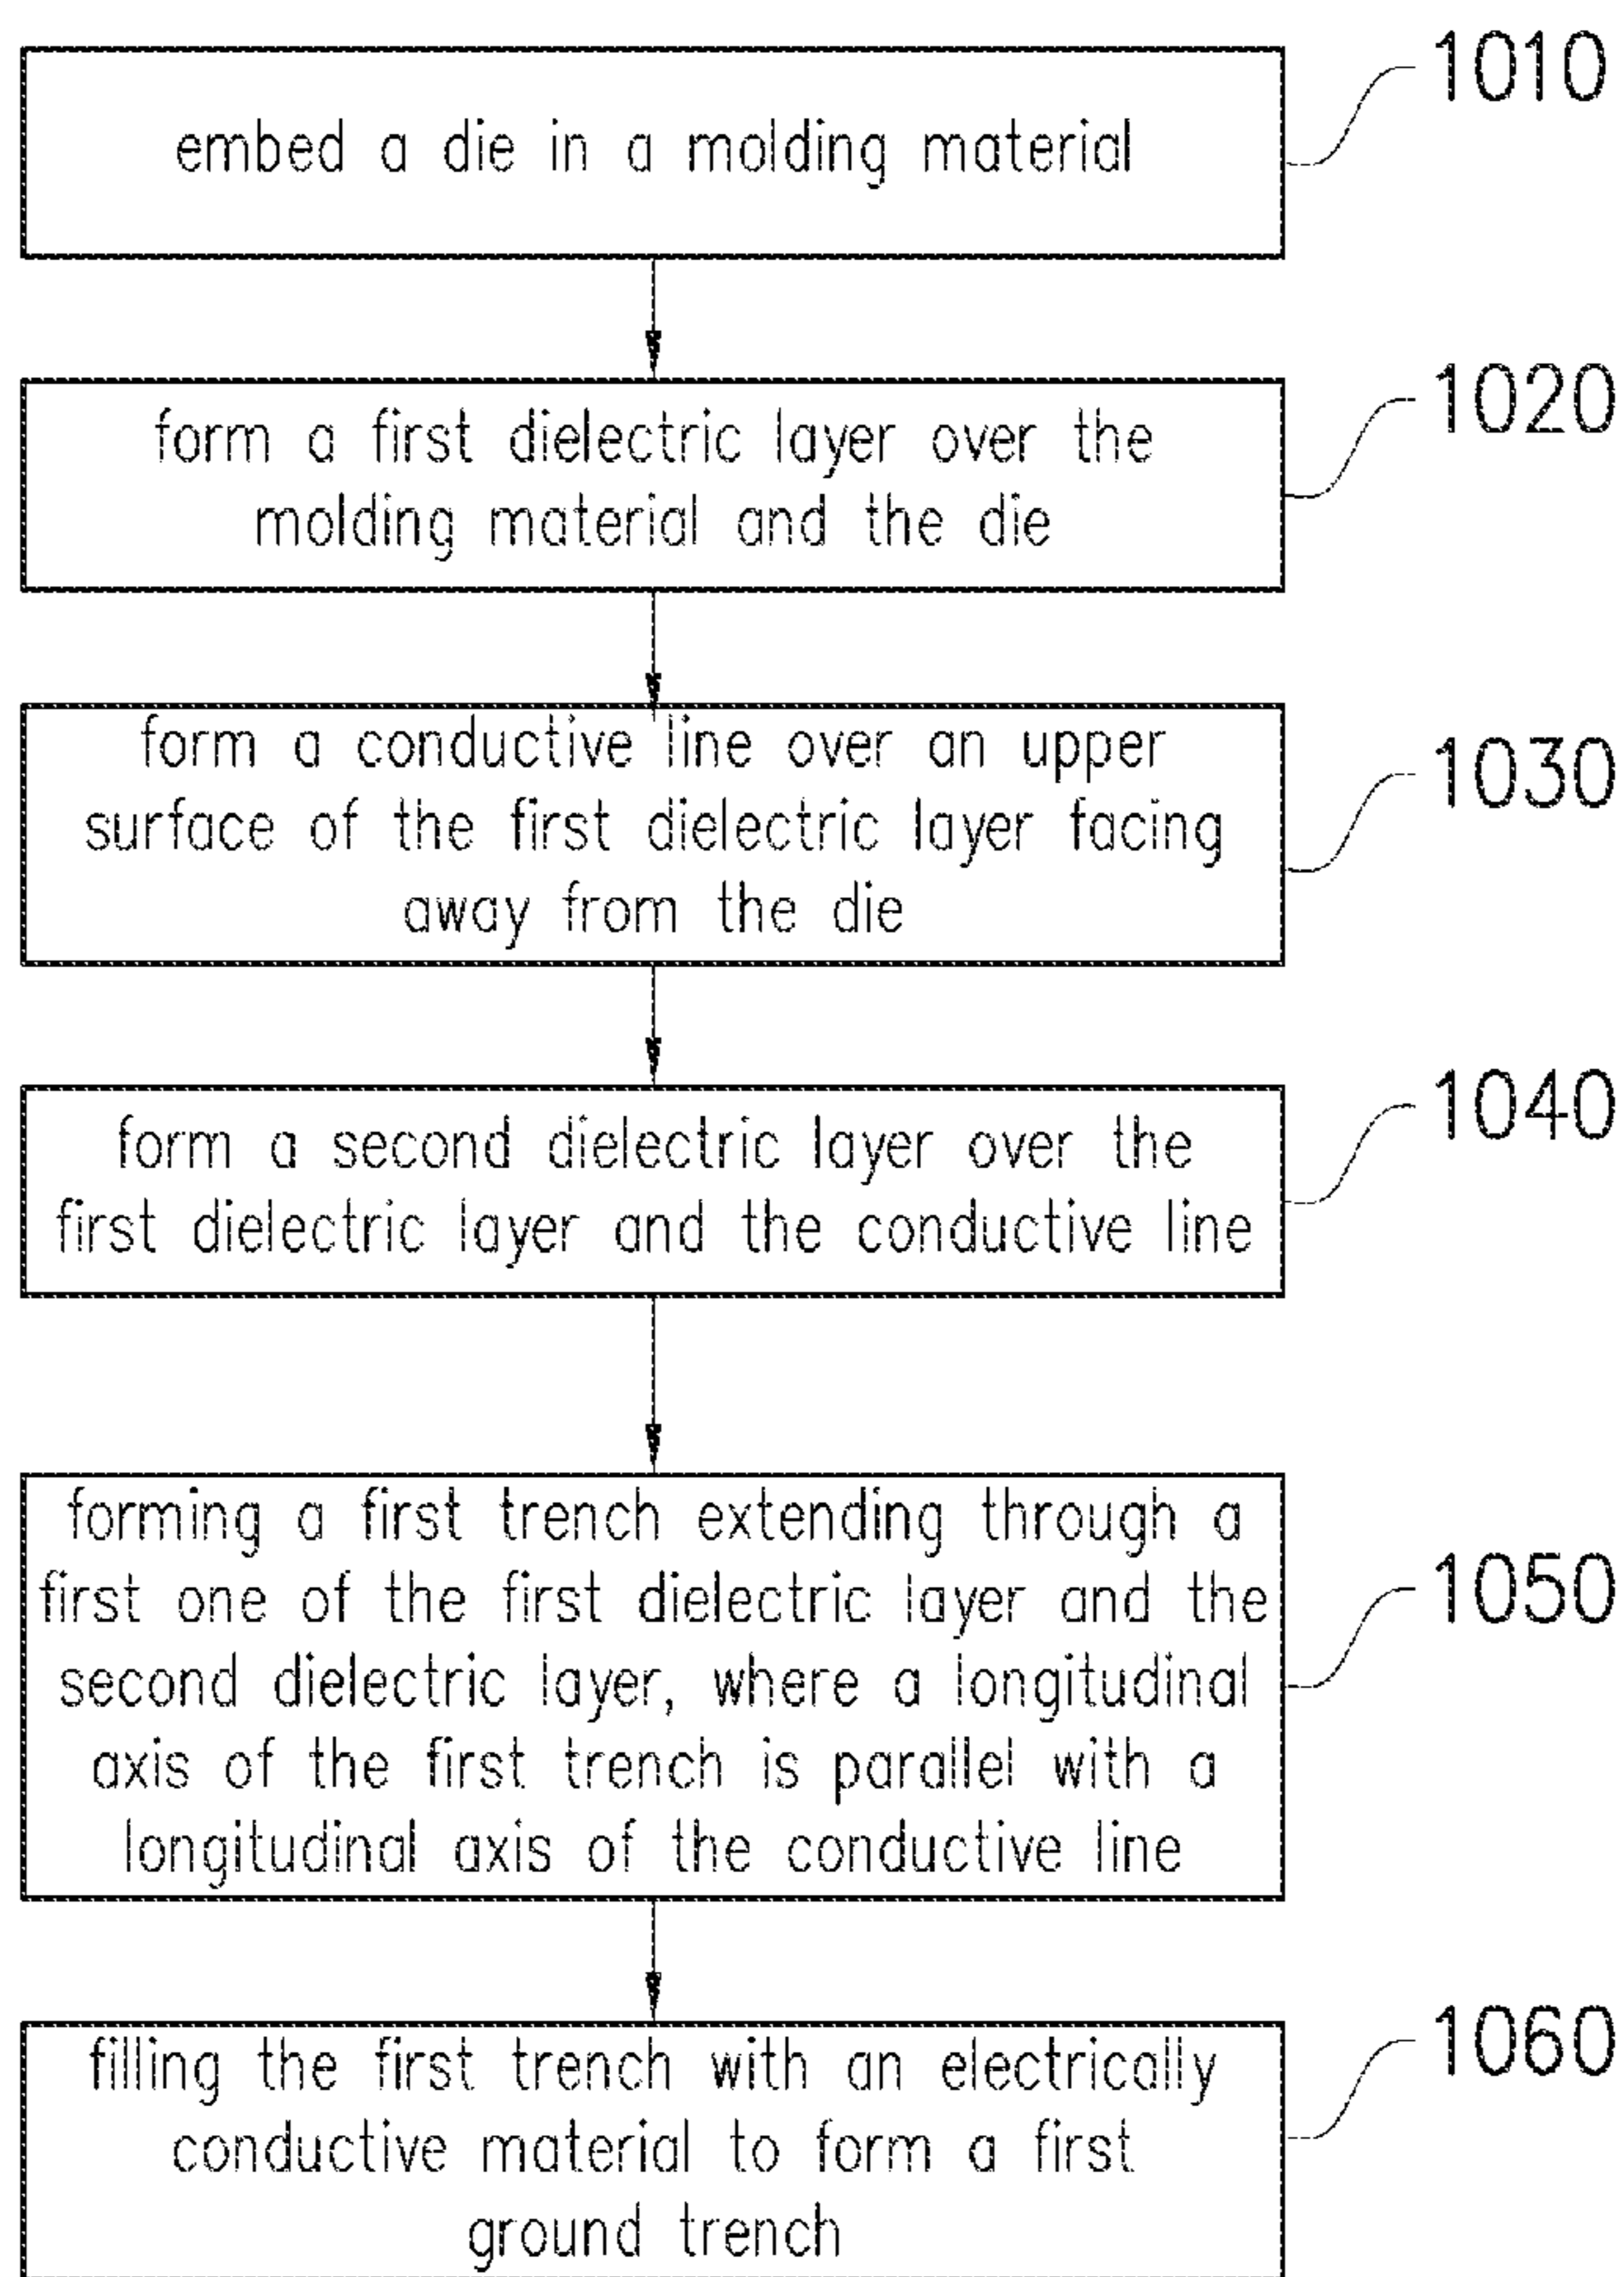 1010
embed a die in a molding material
1020
form a first dielectric layer over the
molding material and the die
1030
form a conductive line over an upper
surface of the first dielectric layer facing
away from the die
1040
form a second dielectric layer over the
first dielectric layer and the conductive line
1050
forming a first trench extending through a
first one of the first dielectric layer and the
second dielectric layer, where a longitudinal
axis of the first trench is parallel with a
longitudinal axis of the conductive line
1060
filling the first trench with an electrically
conductive material to form a first
ground trench